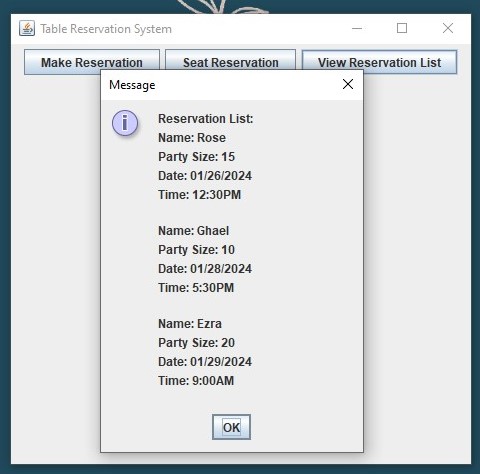 Table Reservation System
Make Reservation Seat Reservation View Reservation List
Message
Reservation List:
Name: Rose
Party Size: 15
Date: 01/26/2024
Time: 12:30PM
Name: Ghael
Party Size: 10
Date: 01/28/2024
Time: 5:30PM
Name: Ezra
Party Size: 20
Date: 01/29/2024
Time: 9:00AM
OK